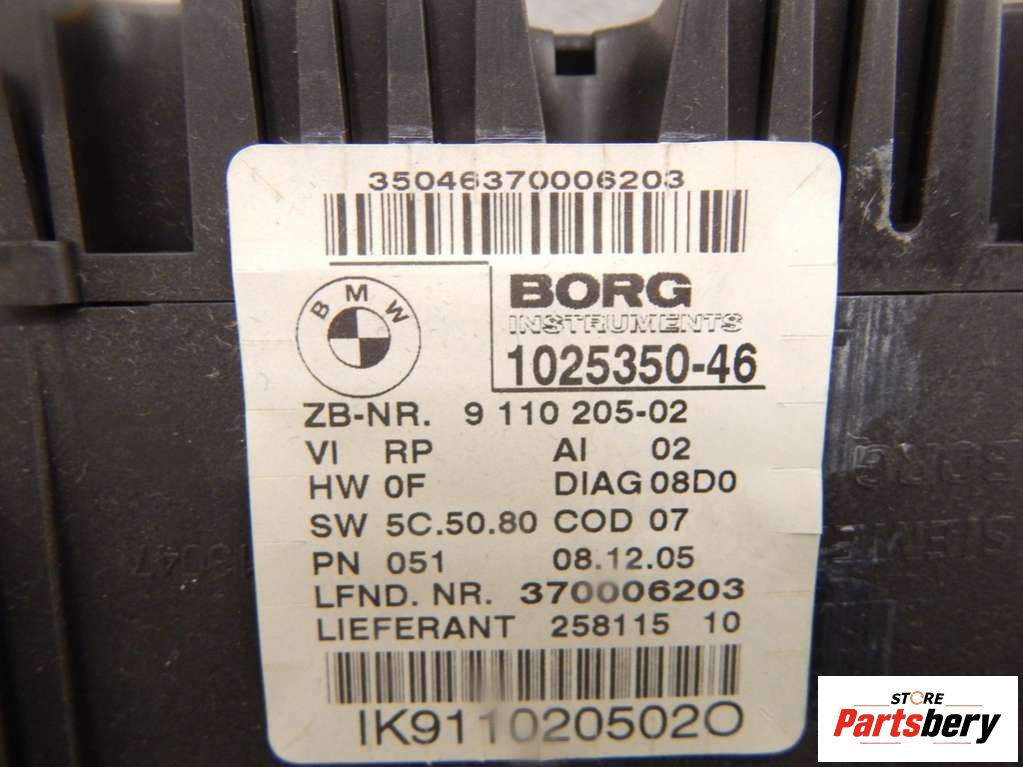 35046370006203
BMW
BORG
INSTRUMENTS
1025350-46
ZB-NR. 9 110 205-02
VI RP AI 02
HW 0F DIAG 08D0
SW 5C.50.80 COD 07
PN 051 08.12.05
LFND. NR. 370006203
LIEFERANT 258115 10
IK911020502O
BORG
STORE
Partsbery